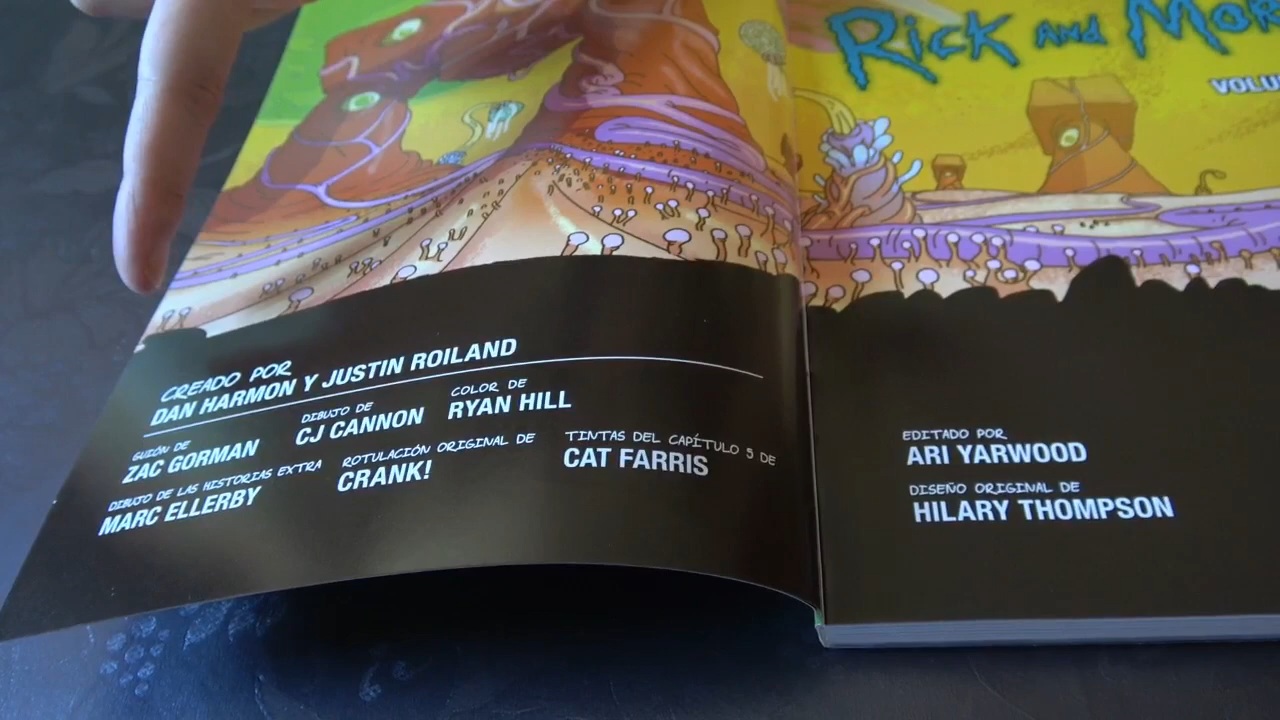 RICK AND MOR
VOLU
CREADO POR
DAN HARMON Y JUSTIN ROILAND
GUIÓN DE
ZAC GORMAN
DIBUJO DE
CJ CANNON
COLOR DE
RYAN HILL
DIBUJO DE LAS HISTORIAS EXTRA
MARC ELLERBY
ROTULACIÓN ORIGINAL DE
CRANK!
TINTAS DEL CAPÍTULO 5 DE
CAT FARRIS
EDITADO POR
ARI YARWOOD
DISEÑO ORIGINAL DE
HILARY THOMPSON